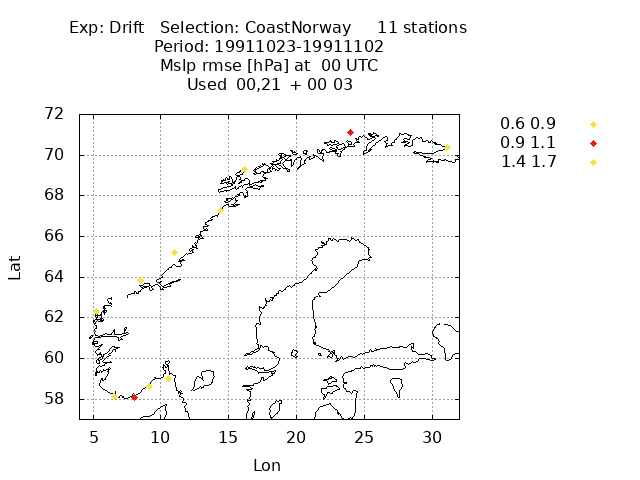 Exp: Drift   Selection: CoastNorway     11 stations
Period: 19911023-19911102
Mslp rmse [hPa] at  00 UTC
Used  00,21  + 00 03
0.6 0.9
0.9 1.1
1.4 1.7
72
70
68
66
64
62
60
58
Lat
5 10 15 20 25 30
Lon